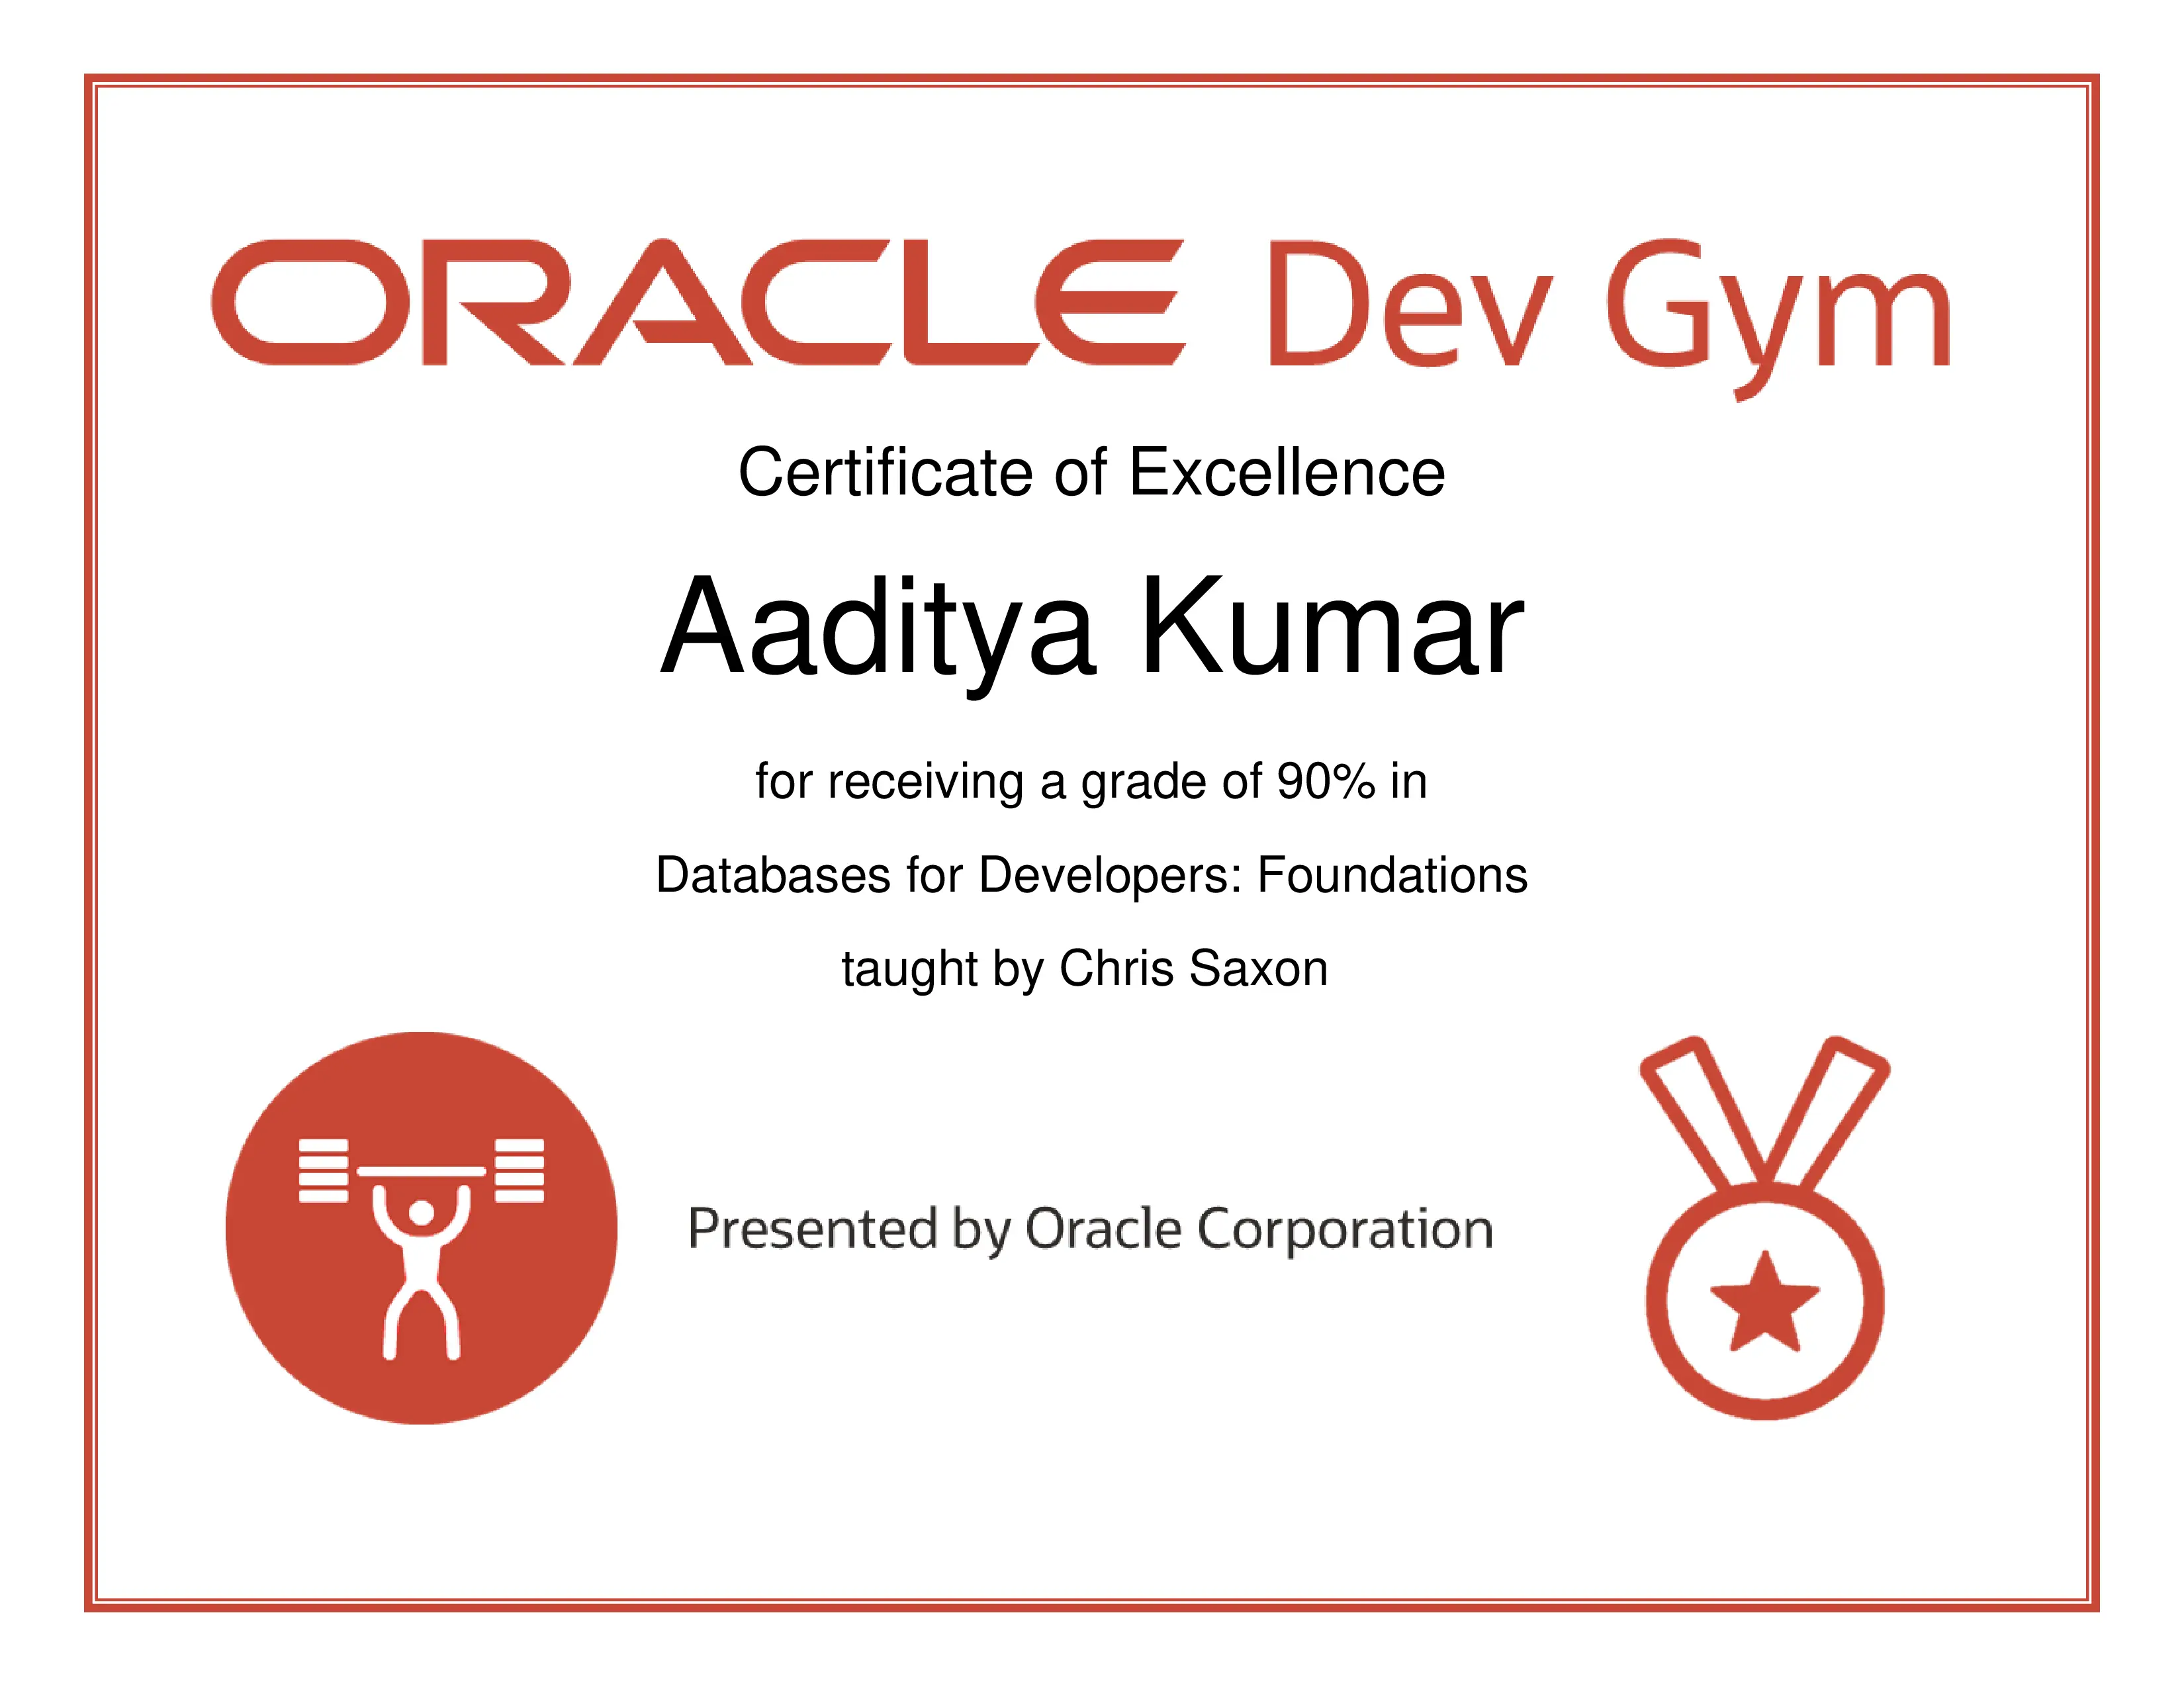 ORACLE Dev Gym
Certificate of Excellence
Aaditya Kumar
for receiving a grade of 90% in
Databases for Developers: Foundations
taught by Chris Saxon
Presented by Oracle Corporation